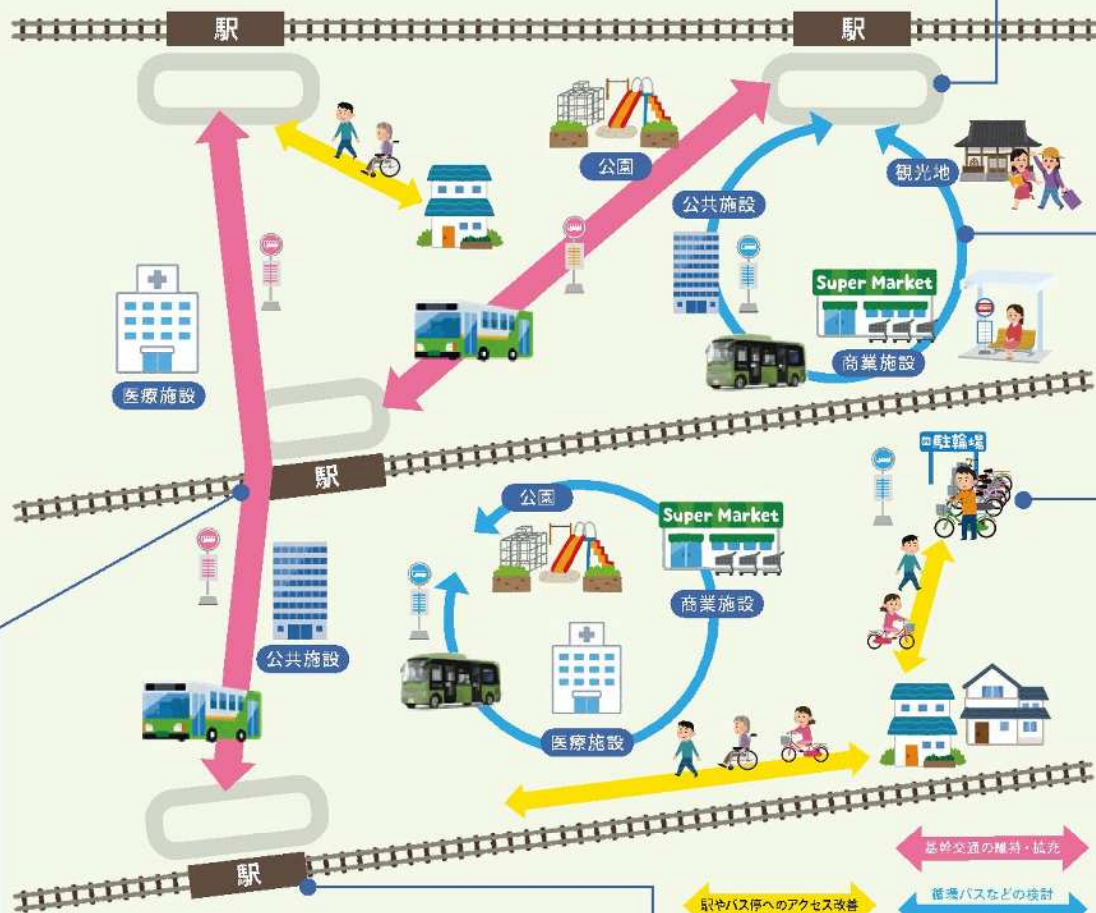 駅
駅
公園
観光地
公共施設
Super Market
商業施設
医療施設
駅
駐輪場
公園
Super Market
商業施設
公共施設
医療施設
駅
基幹交通の維持・拡充
駅やバス停へのアクセス改善
循環バスなどの検討